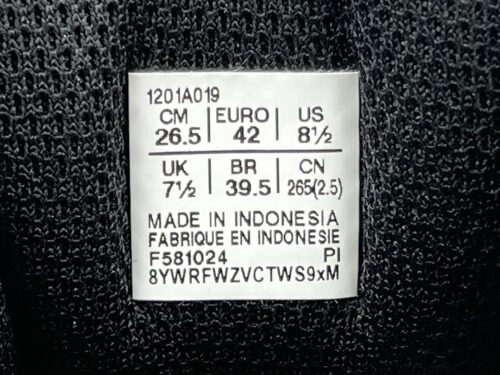 1201A019
CM | EURO | US
26.5 | 42 | 8½
UK | BR | CN
7½ | 39.5 | 265(2.5)
MADE IN INDONESIA
FABRIQUE EN INDONESIE
F581024 PI
8YWRFWZVCTWS9xM